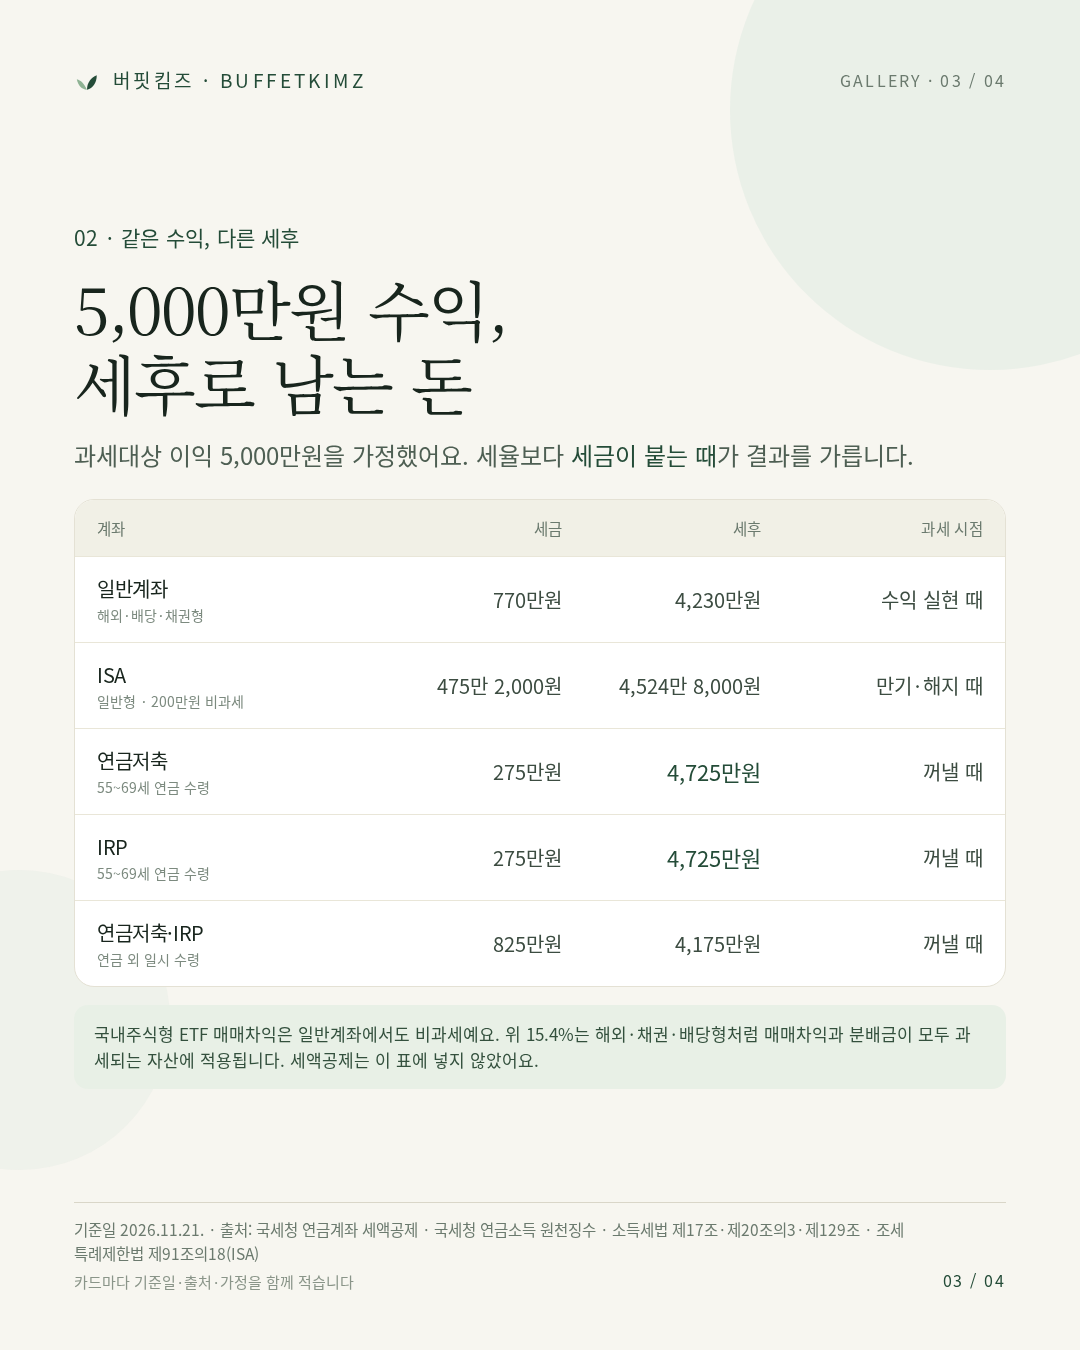 버핏킴즈 · BUFFETKIMZ
GALLERY · 03 / 04
02 · 같은 수익, 다른 세후
5,000만원 수익,
세후로 남는 돈
과세대상 이익 5,000만원을 가정했어요. 세율보다 세금이 붙는 때가 결과를 가릅니다.
계좌 세금 세후 과세 시점
일반계좌
해외·배당·채권형
770만원 4,230만원 수익 실현 때
ISA
일반형 · 200만원 비과세
475만 2,000원 4,524만 8,000원 만기·해지 때
연금저축
55~69세 연금 수령
275만원 4,725만원 꺼낼 때
IRP
55~69세 연금 수령
275만원 4,725만원 꺼낼 때
연금저축·IRP
연금 외 일시 수령
825만원 4,175만원 꺼낼 때
국내주식형 ETF 매매차익은 일반계좌에서도 비과세예요. 위 15.4%는 해외·채권·배당형처럼 매매차익과 분배금이 모두 과
세되는 자산에 적용됩니다. 세액공제는 이 표에 넣지 않았어요.
기준일 2026.11.21. · 출처: 국세청 연금계좌 세액공제 · 국세청 연금소득 원천징수 · 소득세법 제17조·제20조의3·제129조 · 조세
특례제한법 제91조의18(ISA)
카드마다 기준일·출처·가정을 함께 적습니다
03 / 04